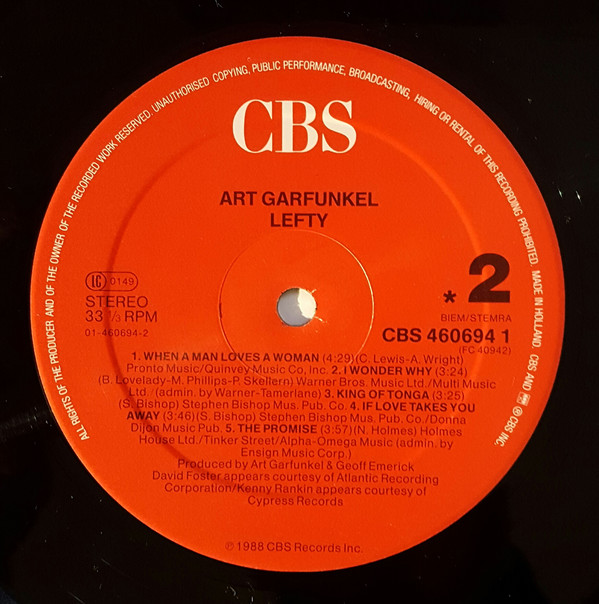 ALL RIGHTS OF THE PRODUCER AND OF THE OWNER OF THE RECORDED WORK RESERVED. UNAUTHORISED COPYING, PUBLIC PERFORMANCE, BROADCASTING, HIRING OR RENTAL OF THIS RECORDING PROHIBITED. MADE IN HOLLAND. CBS AND ℗ CBS INC.
CBS
ART GARFUNKEL
LEFTY
LC 0149
STEREO
33 1/3 RPM
01-460694-2
* 2
BIEM/STEMRA
CBS 460694 1
(FC 40942)
1. WHEN A MAN LOVES A WOMAN (4:29)(C. Lewis-A. Wright)
Pronto Music/Quinvey Music Co, Inc. 2. I WONDER WHY (3:24)
(B. Lovelady-M. Phillips-P. Skellern) Warner Bros. Music Ltd./Multi Music
Ltd. (admin. by Warner-Tamerlane) 3. KING OF TONGA (3:25)
(S. Bishop) Stephen Bishop Mus. Pub. Co. 4. IF LOVE TAKES YOU
AWAY (3:46)(S. Bishop) Stephen Bishop Mus. Pub. Co./Donna
Dijon Music Pub. 5. THE PROMISE (3:57)(N. Holmes) Holmes
House Ltd./Tinker Street/Alpha-Omega Music (admin. by
Ensign Music Corp.)
Produced by Art Garfunkel & Geoff Emerick
David Foster appears courtesy of Atlantic Recording
Corporation/Kenny Rankin appears courtesy of
Cypress Records
℗ 1988 CBS Records Inc.